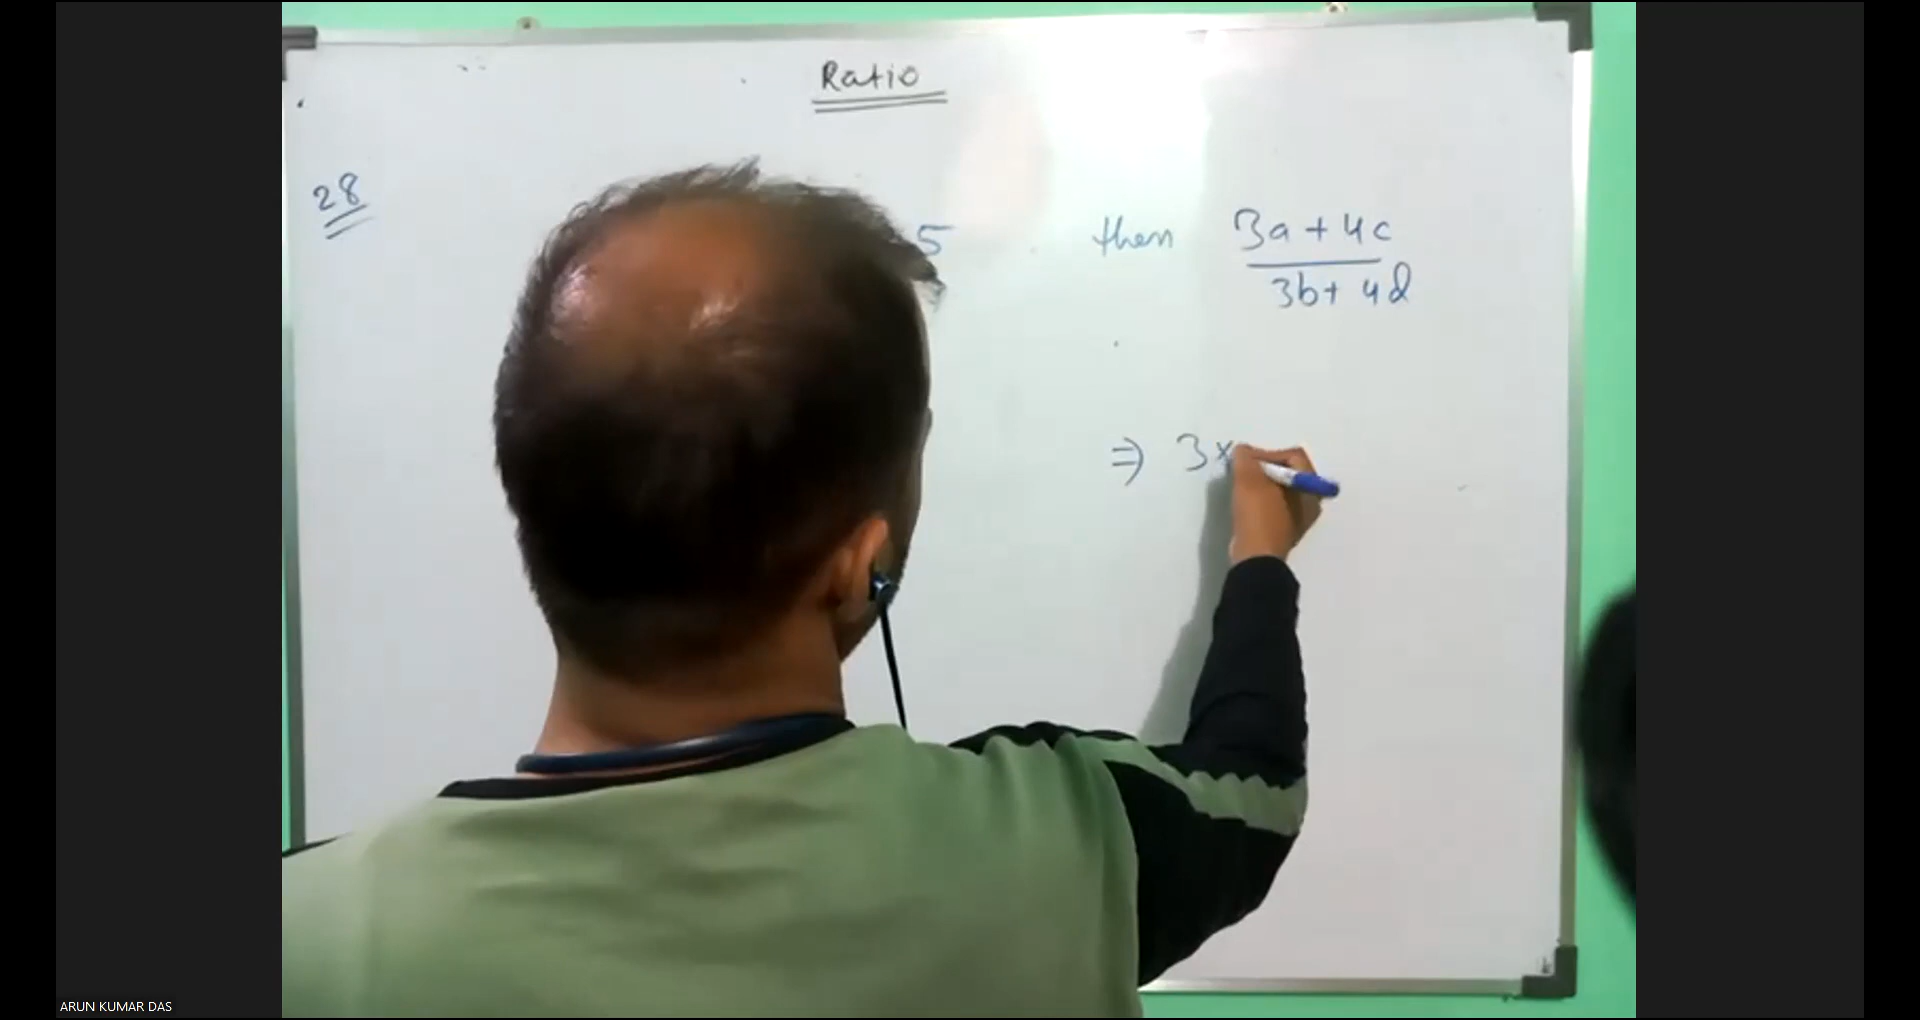 Ratio
28
5 then 3a + 4c
3b + 4d
⇒ 3x
ARUN KUMAR DAS